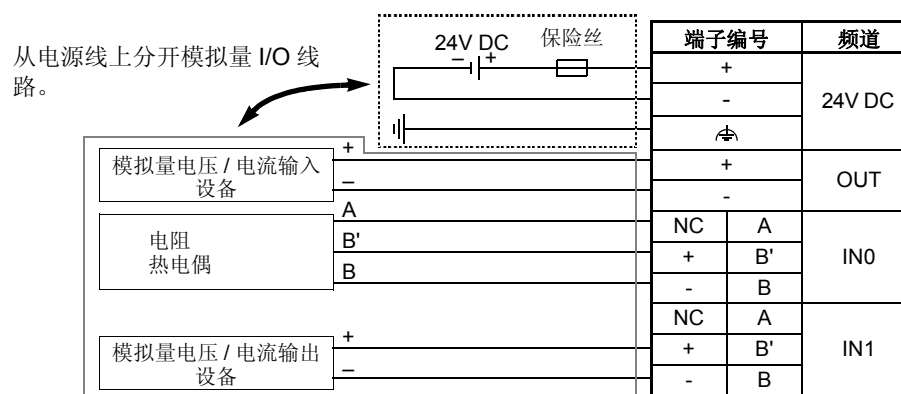 从电源线上分开模拟量 I/O 线
路。
24V DC 保险丝
– +
模拟量电压 / 电流输入
设备
+
–
电阻
热电偶
A
B'
B
模拟量电压 / 电流输出
设备
+
–
端子编号 频道
+
-
24V DC
+
-
OUT
NC A
+ B'
- B
IN0
NC A
+ B'
- B
IN1